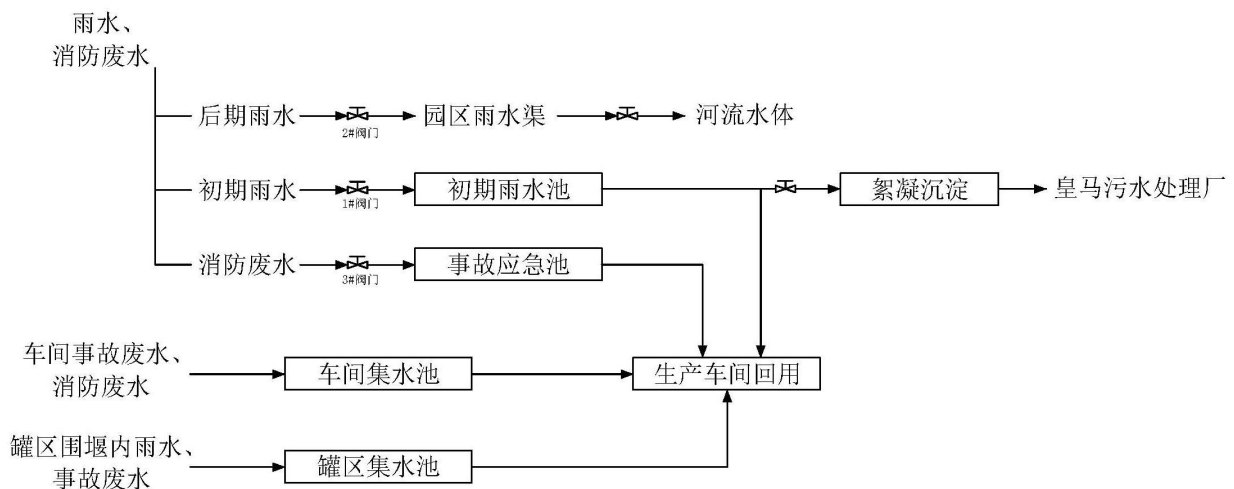 雨水、
消防废水
后期雨水
2#阀门
园区雨水渠
河流水体
初期雨水
1#阀门
初期雨水池
絮凝沉淀
皇马污水处理厂
消防废水
3#阀门
事故应急池
车间事故废水、
消防废水
车间集水池
生产车间回用
罐区围堰内雨水、
事故废水
罐区集水池